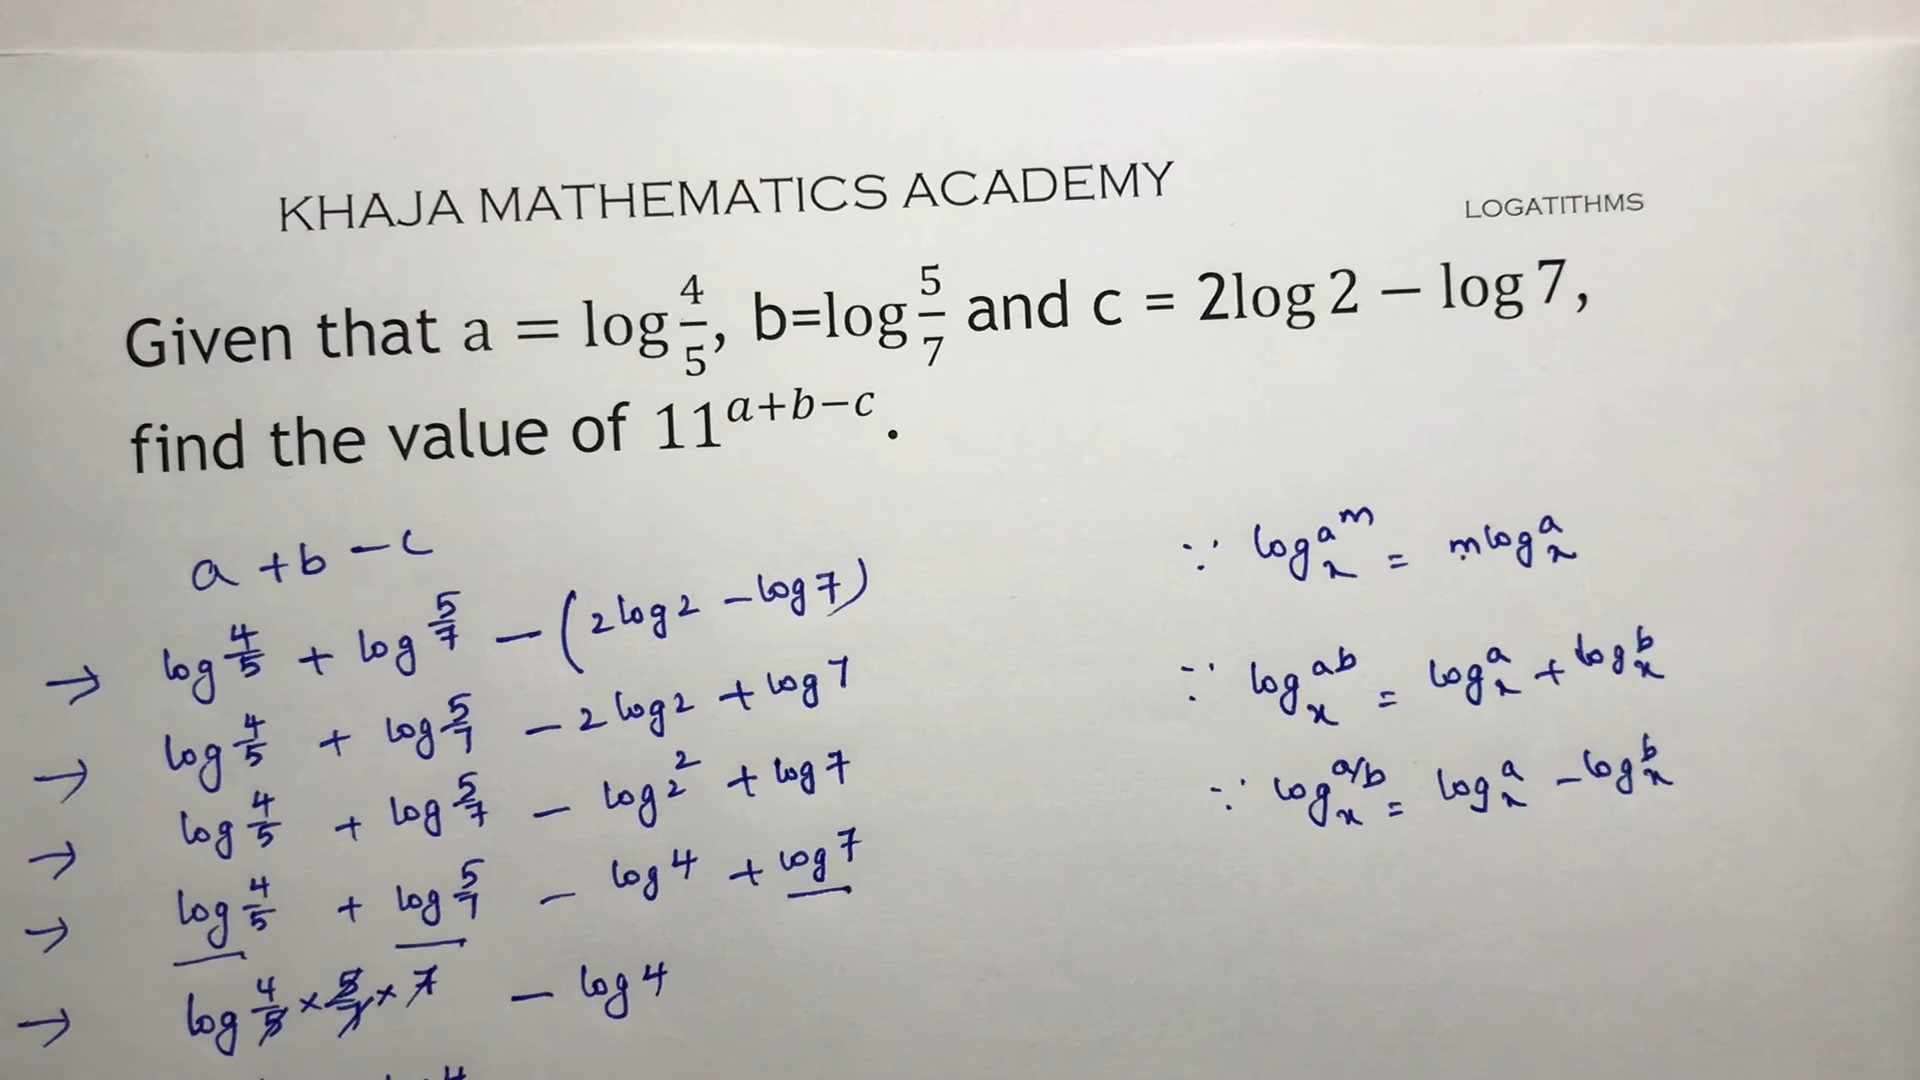 KHAJA MATHEMATICS ACADEMY
LOGATITHMS
Given that a = log 4/5, b=log 5/7 and c = 2log 2 − log 7,
find the value of 11^(a+b−c).
a + b − c
→ log 4/5 + log 5/7 − (2 log 2 − log 7)
→ log 4/5 + log 5/7 − 2 log 2 + log 7
→ log 4/5 + log 5/7 − log 2² + log 7
→ log 4/5 + log 5/7 − log 4 + log 7
→ log 4/5 × 5/7 × 7 − log 4
∵ log_x a^m = m log_x a
∵ log_x ab = log_x a + log_x b
∵ log_x a/b = log_x a − log_x b